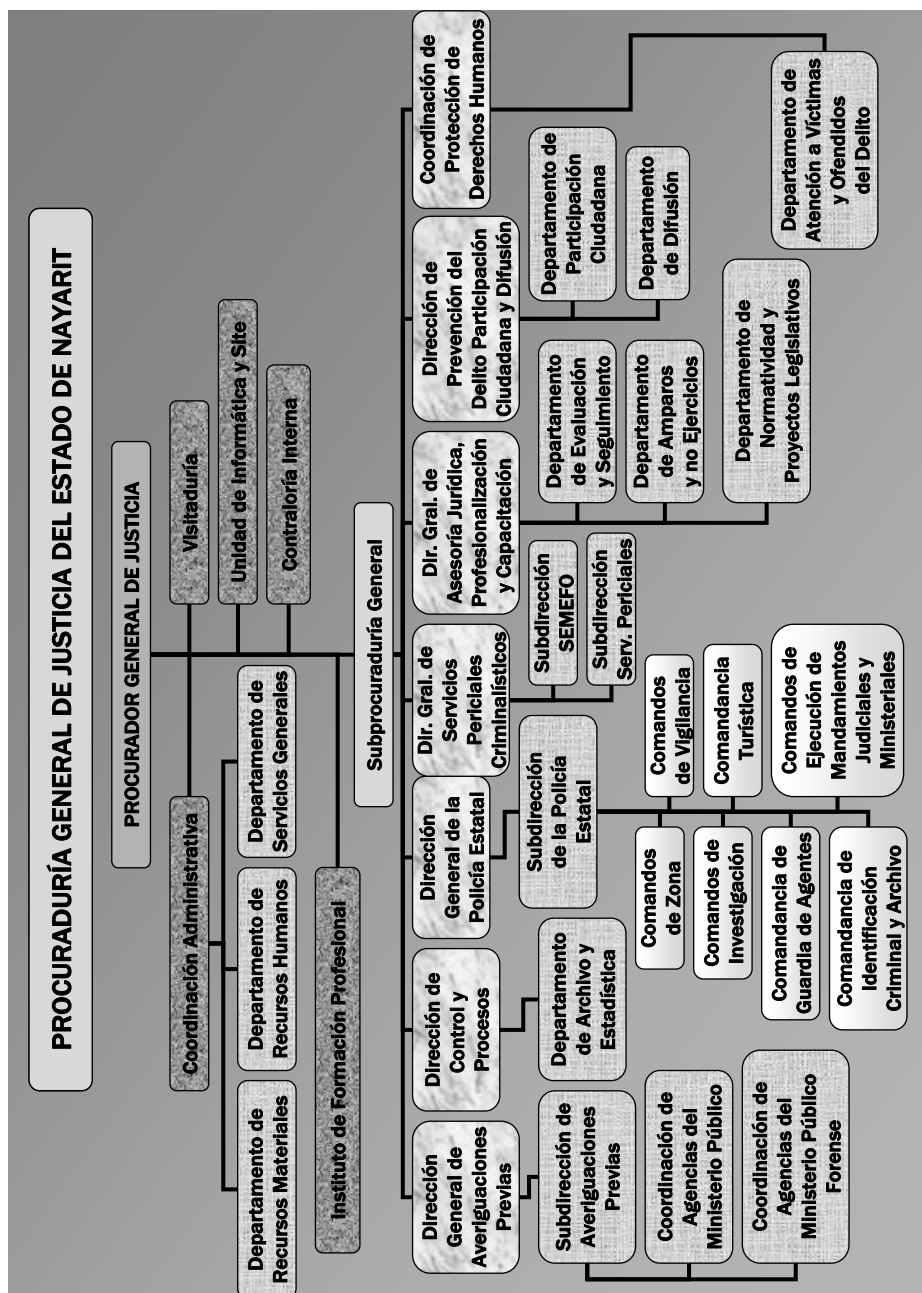 PROCURADURÍA GENERAL DE JUSTICIA DEL ESTADO DE NAYARIT
PROCURADOR GENERAL DE JUSTICIA
Coordinación Administrativa
Visitaduría
Unidad de Informática y Site
Contraloría Interna
Departamento de
Recursos Materiales
Departamento de
Recursos Humanos
Departamento de
Servicios Generales
Instituto de Formación Profesional
Subprocuraduría General
Dirección
General de
Averiguaciones
Previas
Dirección de
Control y
Procesos
Dirección
General de la
Policía Estatal
Dir. Gral. de
Servicios
Periciales
Criminalísticos
Dir. Gral. de
Asesoría Jurídica,
Profesionalización
y Capacitación
Dirección de
Prevención del
Delito Participación
Ciudadana y Difusión
Coordinación de
Protección de
Derechos Humanos
Subdirección de
Averiguaciones
Previas
Coordinación de
Agencias del
Ministerio Público
Coordinación de
Agencias del
Ministerio Público
Forense
Departamento
de Archivo y
Estadística
Subdirección
de la Policía
Estatal
Comandos
de Zona
Comandos
de Vigilancia
Comandos de
Investigación
Comandancia
Turística
Comandancia de
Guardia de Agentes
Comandos de
Ejecución de
Mandamientos
Judiciales y
Ministeriales
Comandancia de
Identificación
Criminal y Archivo
Subdirección
SEMEFO
Subdirección
Serv. Periciales
Departamento
de Evaluación
y Seguimiento
Departamento
de Amparos
y no Ejercicios
Departamento de
Normatividad y
Proyectos Legislativos
Departamento de
Participación
Ciudadana
Departamento
de Difusión
Departamento de
Atención a Víctimas
y Ofendidos
del Delito